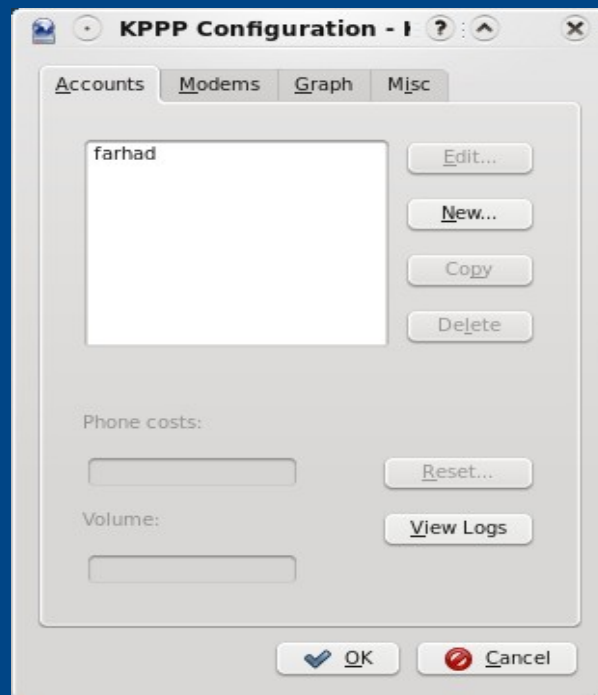 KPPP Configuration -
Accounts Modems Graph Misc
farhad
Edit...
New...
Copy
Delete
Phone costs:
Reset...
Volume:
View Logs
OK Cancel